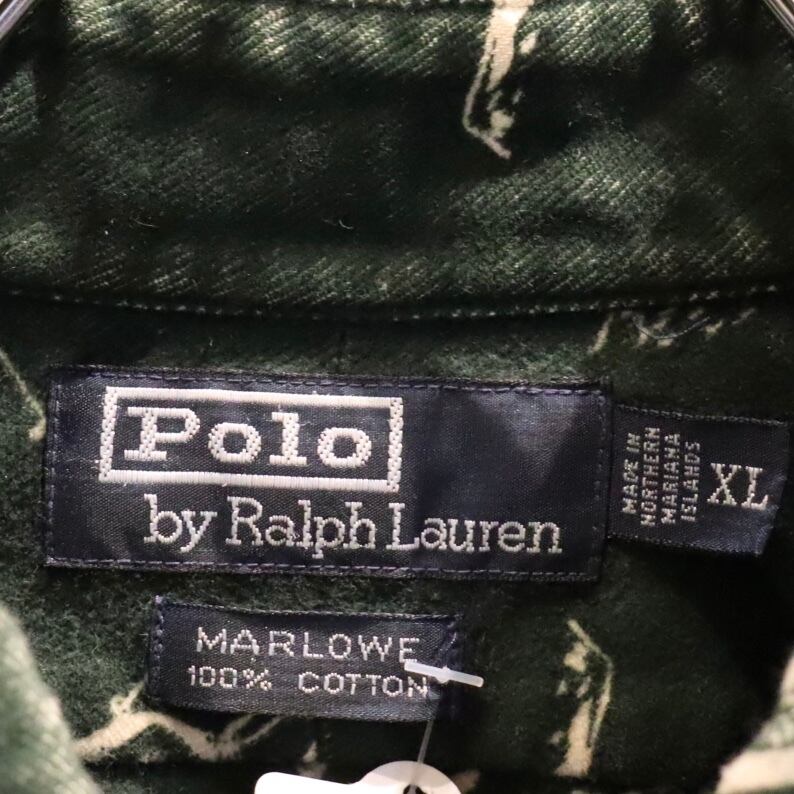 Polo
by Ralph Lauren
MADE IN
NORTHERN
MARIANA
ISLANDS
XL
MARLOWE
100% COTTON